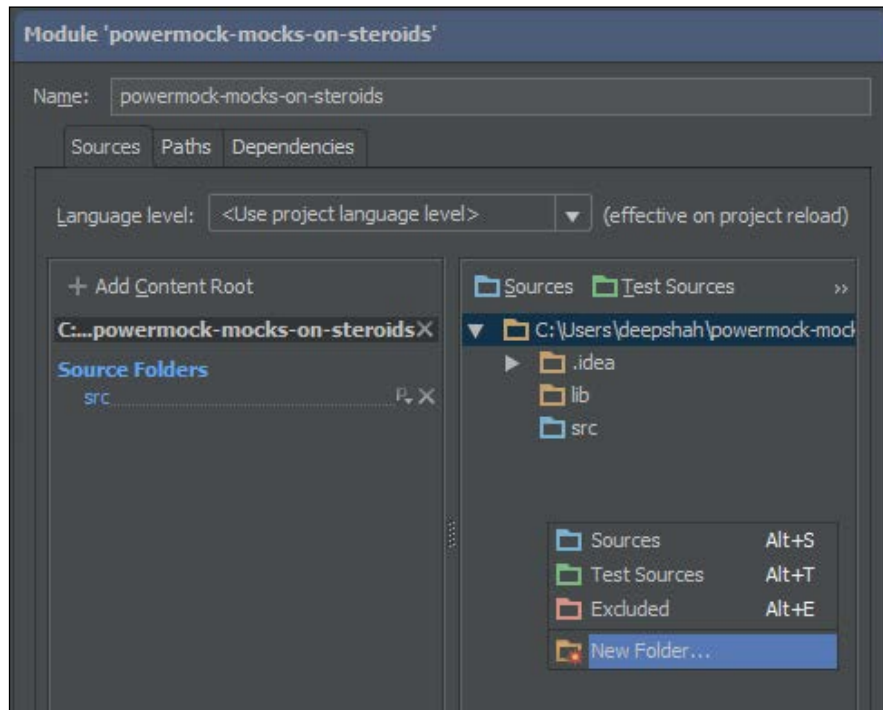 Module 'powermock-mocks-on-steroids'
Name: powermock-mocks-on-steroids
Sources Paths Dependencies
Language level: <Use project language level> (effective on project reload)
+ Add Content Root
C:...powermock-mocks-on-steroids
Source Folders
src
Sources Test Sources »
C:\Users\deepshah\powermock-mock
.idea
lib
src
Sources Alt+S
Test Sources Alt+T
Excluded Alt+E
New Folder...